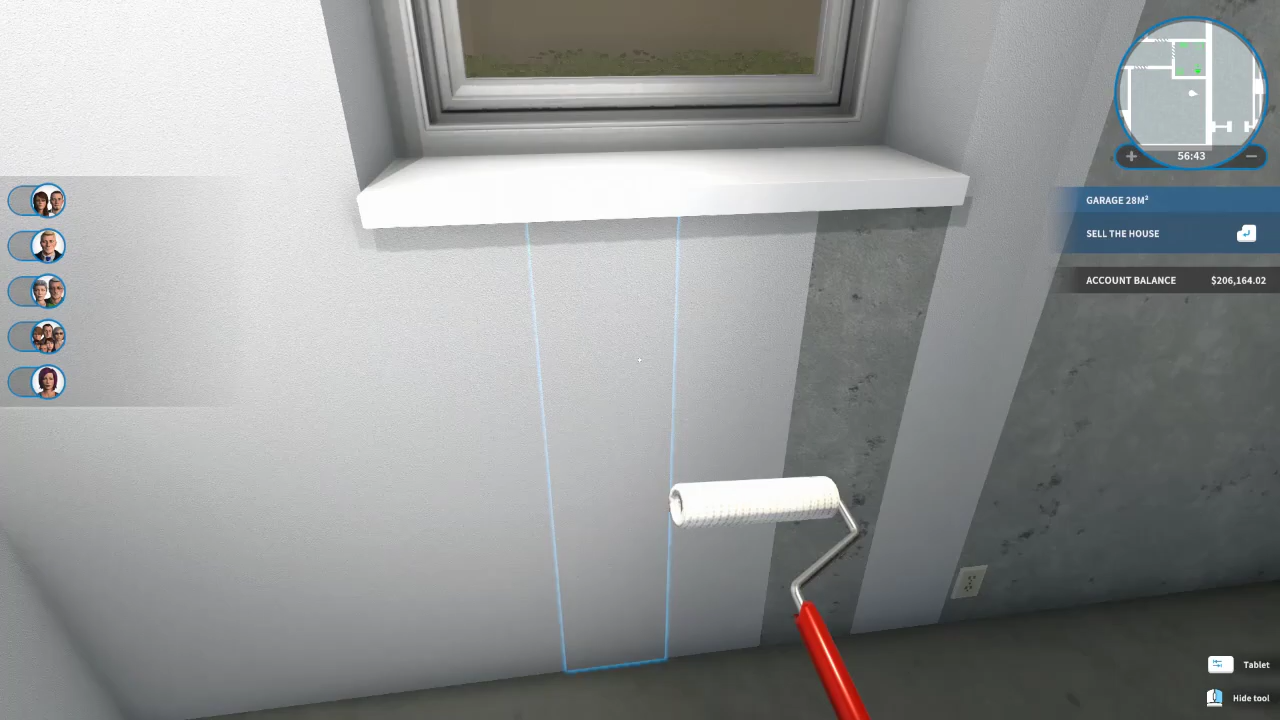 56:43
GARAGE 28M²
SELL THE HOUSE
ACCOUNT BALANCE $206,164.02
Tablet
Hide tool